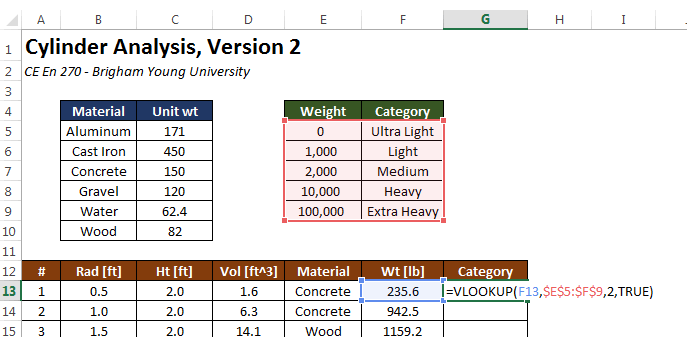 A B C D E F G H I
1 Cylinder Analysis, Version 2
2 CE En 270 - Brigham Young University
3
4 Material Unit wt Weight Category
5 Aluminum 171 0 Ultra Light
6 Cast Iron 450 1,000 Light
7 Concrete 150 2,000 Medium
8 Gravel 120 10,000 Heavy
9 Water 62.4 100,000 Extra Heavy
10 Wood 82
11
12 # Rad [ft] Ht [ft] Vol [ft^3] Material Wt [lb] Category
13 1 0.5 2.0 1.6 Concrete 235.6 =VLOOKUP(F13,$E$5:$F$9,2,TRUE)
14 2 1.0 2.0 6.3 Concrete 942.5
15 3 1.5 2.0 14.1 Wood 1159.2